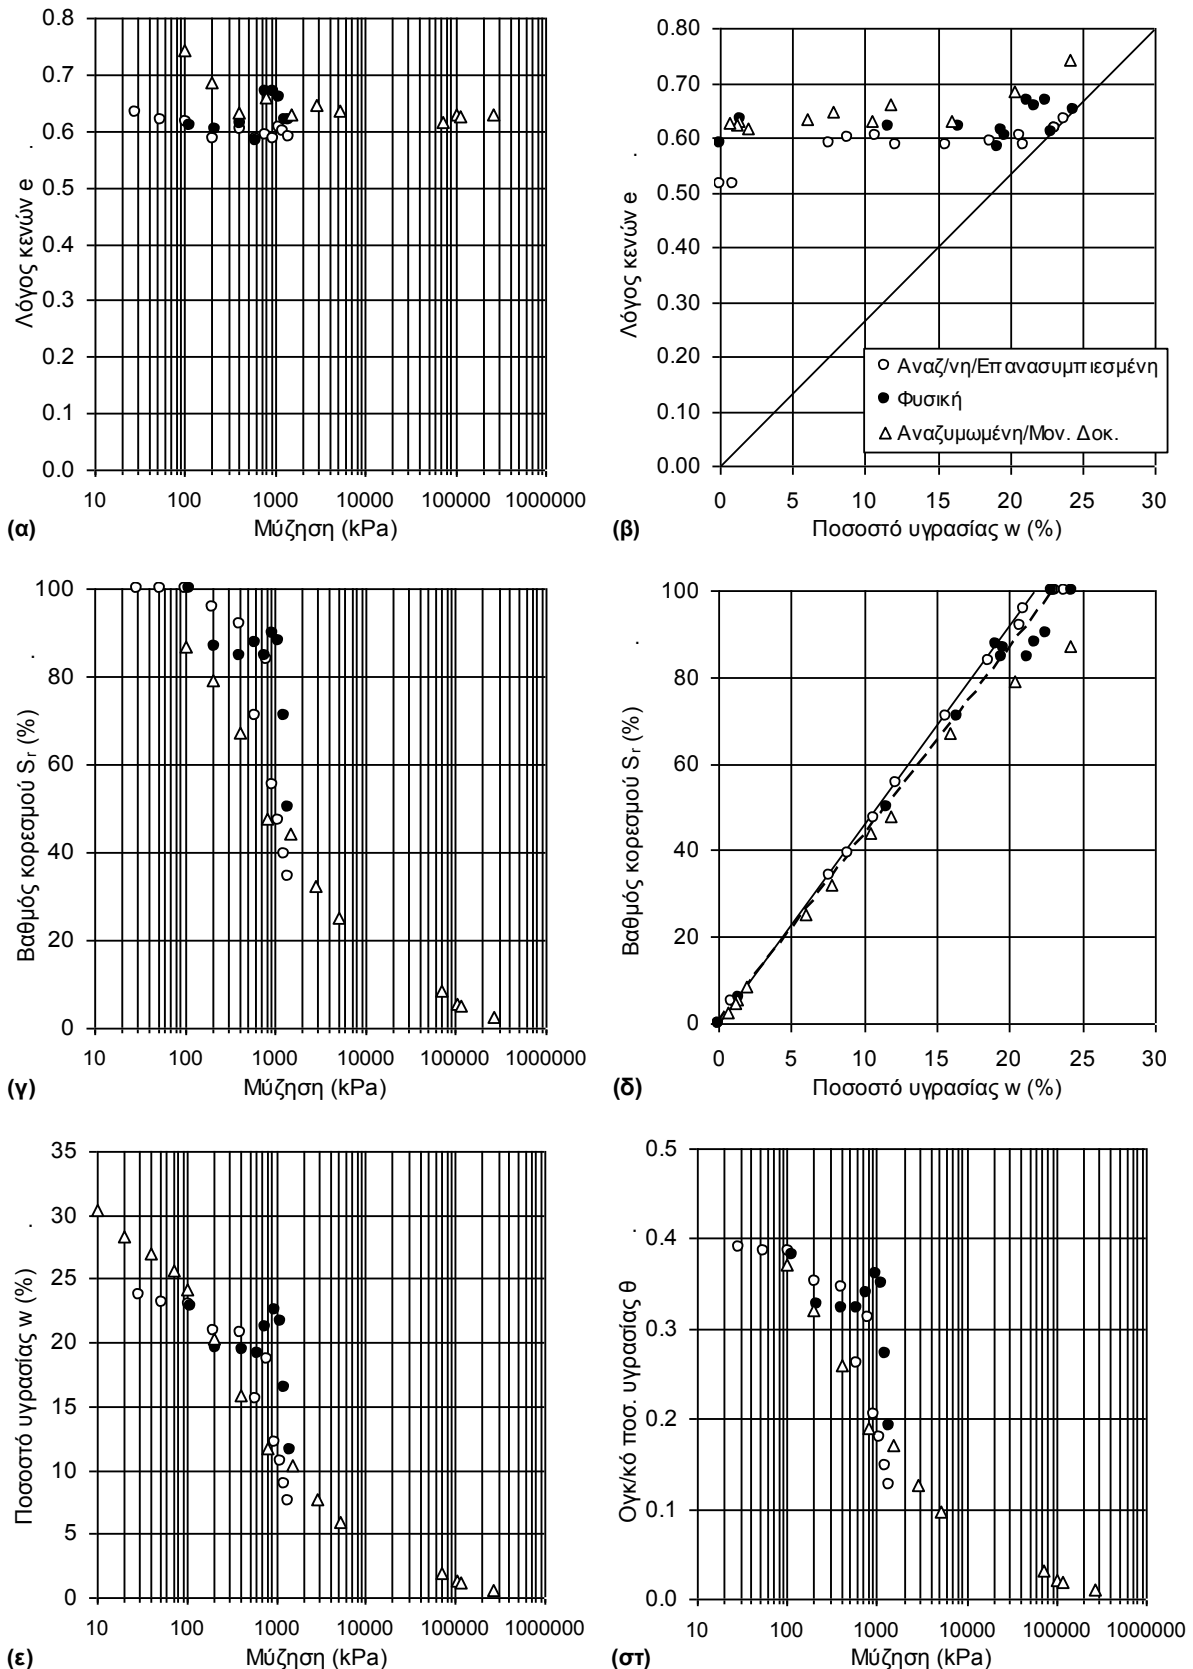 0.8
0.7
0.6
0.5
0.4
0.3
0.2
0.1
0.0
Λόγος κενών e
10 100 1000 10000 100000 1000000
Μύζηση (kPa)
(α)
0.80
0.70
0.60
0.50
0.40
0.30
0.20
0.10
0.00
Λόγος κενών e
Αναζ/νη/Επανασυμπιεσμένη
Φυσική
Αναζυμωμένη/Μον. Δοκ.
0 5 10 15 20 25 30
Ποσοστό υγρασίας w (%)
(β)
100
80
60
40
20
0
Βαθμός κορεσμού Sr (%)
10 100 1000 10000 100000 1000000
Μύζηση (kPa)
(γ)
100
80
60
40
20
0
Βαθμός κορεσμού Sr (%)
0 5 10 15 20 25 30
Ποσοστό υγρασίας w (%)
(δ)
35
30
25
20
15
10
5
0
Ποσοστό υγρασίας w (%)
10 100 1000 10000 100000 1000000
Μύζηση (kPa)
(ε)
0.5
0.4
0.3
0.2
0.1
0.0
Ογκ/κό ποσ. υγρασίας θ
10 100 1000 10000 100000 1000000
Μύζηση (kPa)
(στ)